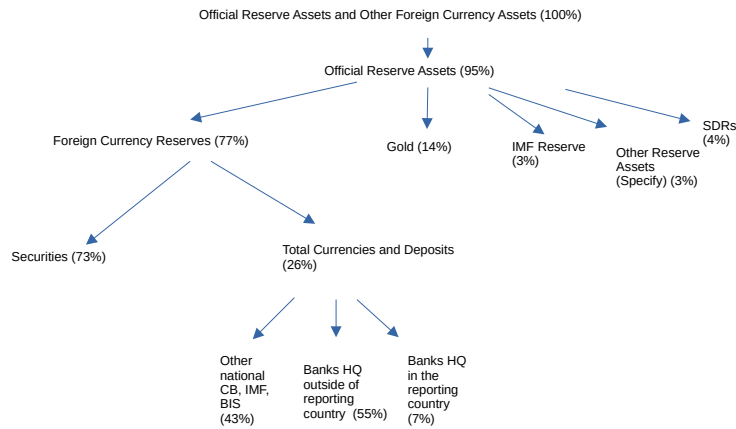 Official Reserve Assets and Other Foreign Currency Assets (100%)
Official Reserve Assets (95%)
Foreign Currency Reserves (77%)
Gold (14%)
IMF Reserve
(3%)
Other Reserve
Assets
(Specify) (3%)
SDRs
(4%)
Securities (73%)
Total Currencies and Deposits
(26%)
Other
national
CB, IMF,
BIS
(43%)
Banks HQ
outside of
reporting
country (55%)
Banks HQ
in the
reporting
country
(7%)